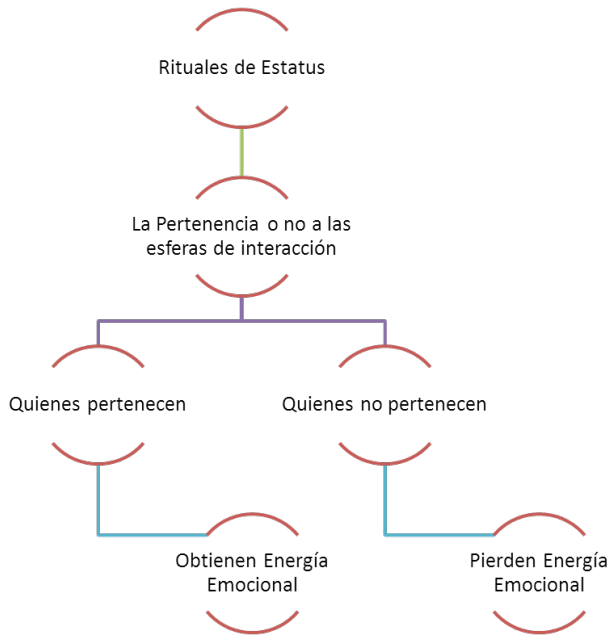 Rituales de Estatus
La Pertenencia o no a las
esferas de interacción
Quienes pertenecen
Quienes no pertenecen
Obtienen Energía
Emocional
Pierden Energía
Emocional